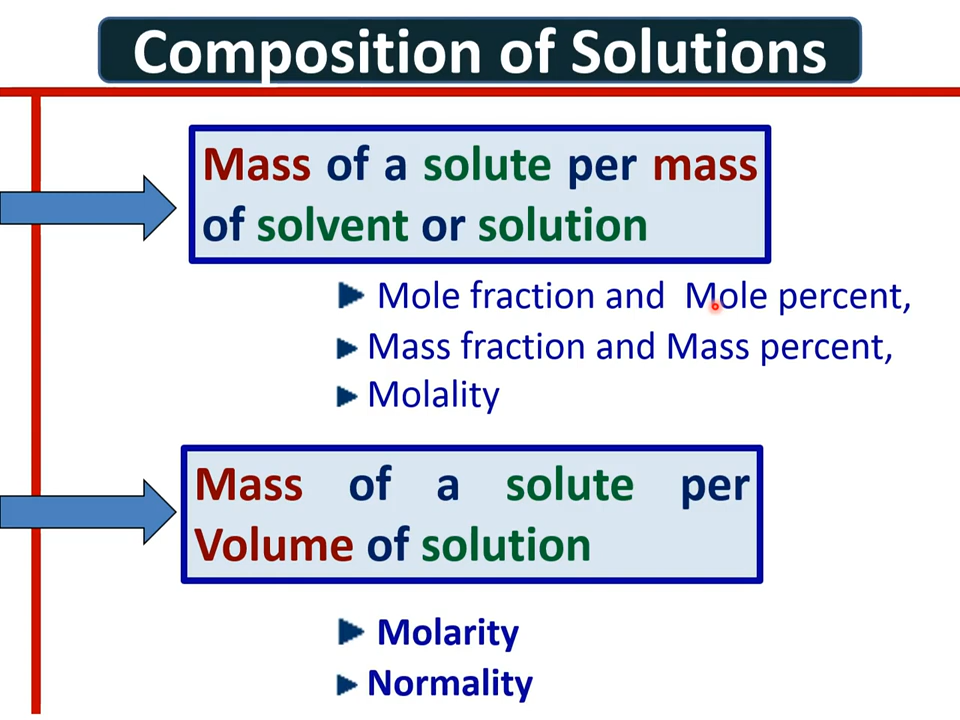 Composition of Solutions
Mass of a solute per mass
of solvent or solution
Mole fraction and Mole percent,
Mass fraction and Mass percent,
Molality
Mass of a solute per
Volume of solution
Molarity
Normality